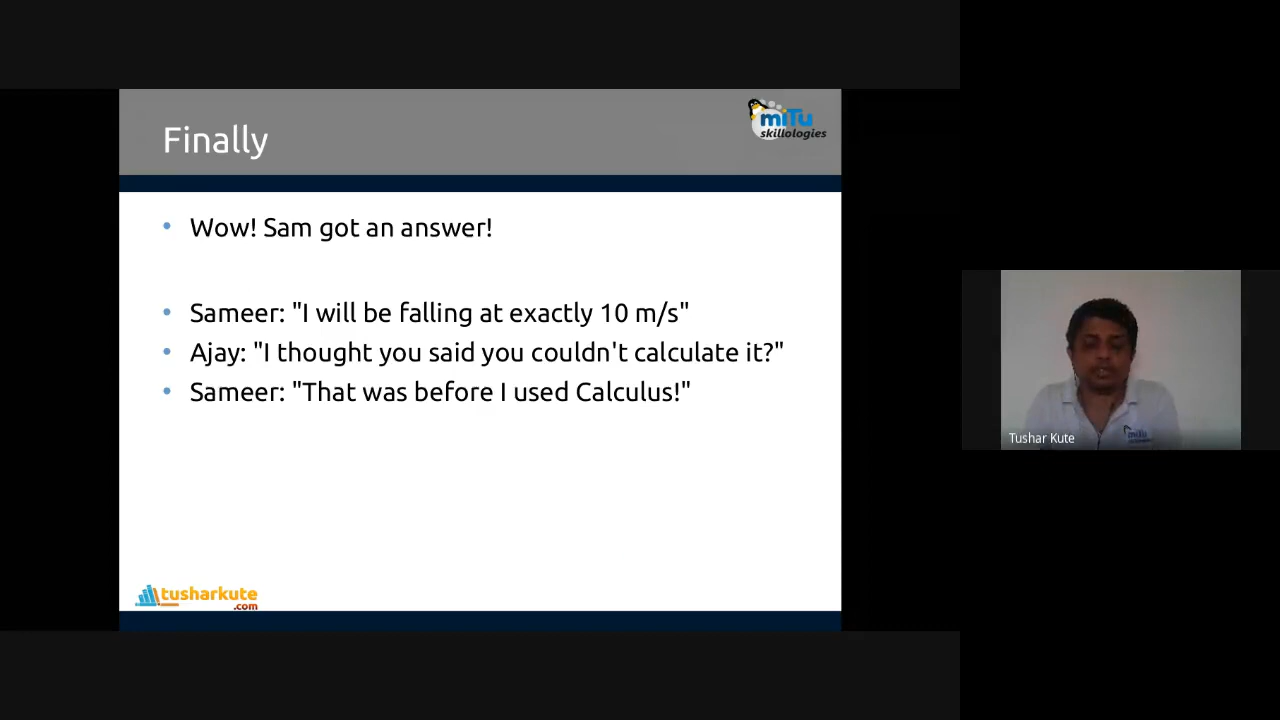 Finally
miTu
skillologies
Wow! Sam got an answer!
Sameer: "I will be falling at exactly 10 m/s"
Ajay: "I thought you said you couldn't calculate it?"
Sameer: "That was before I used Calculus!"
tusharkute
.com
Tushar Kute